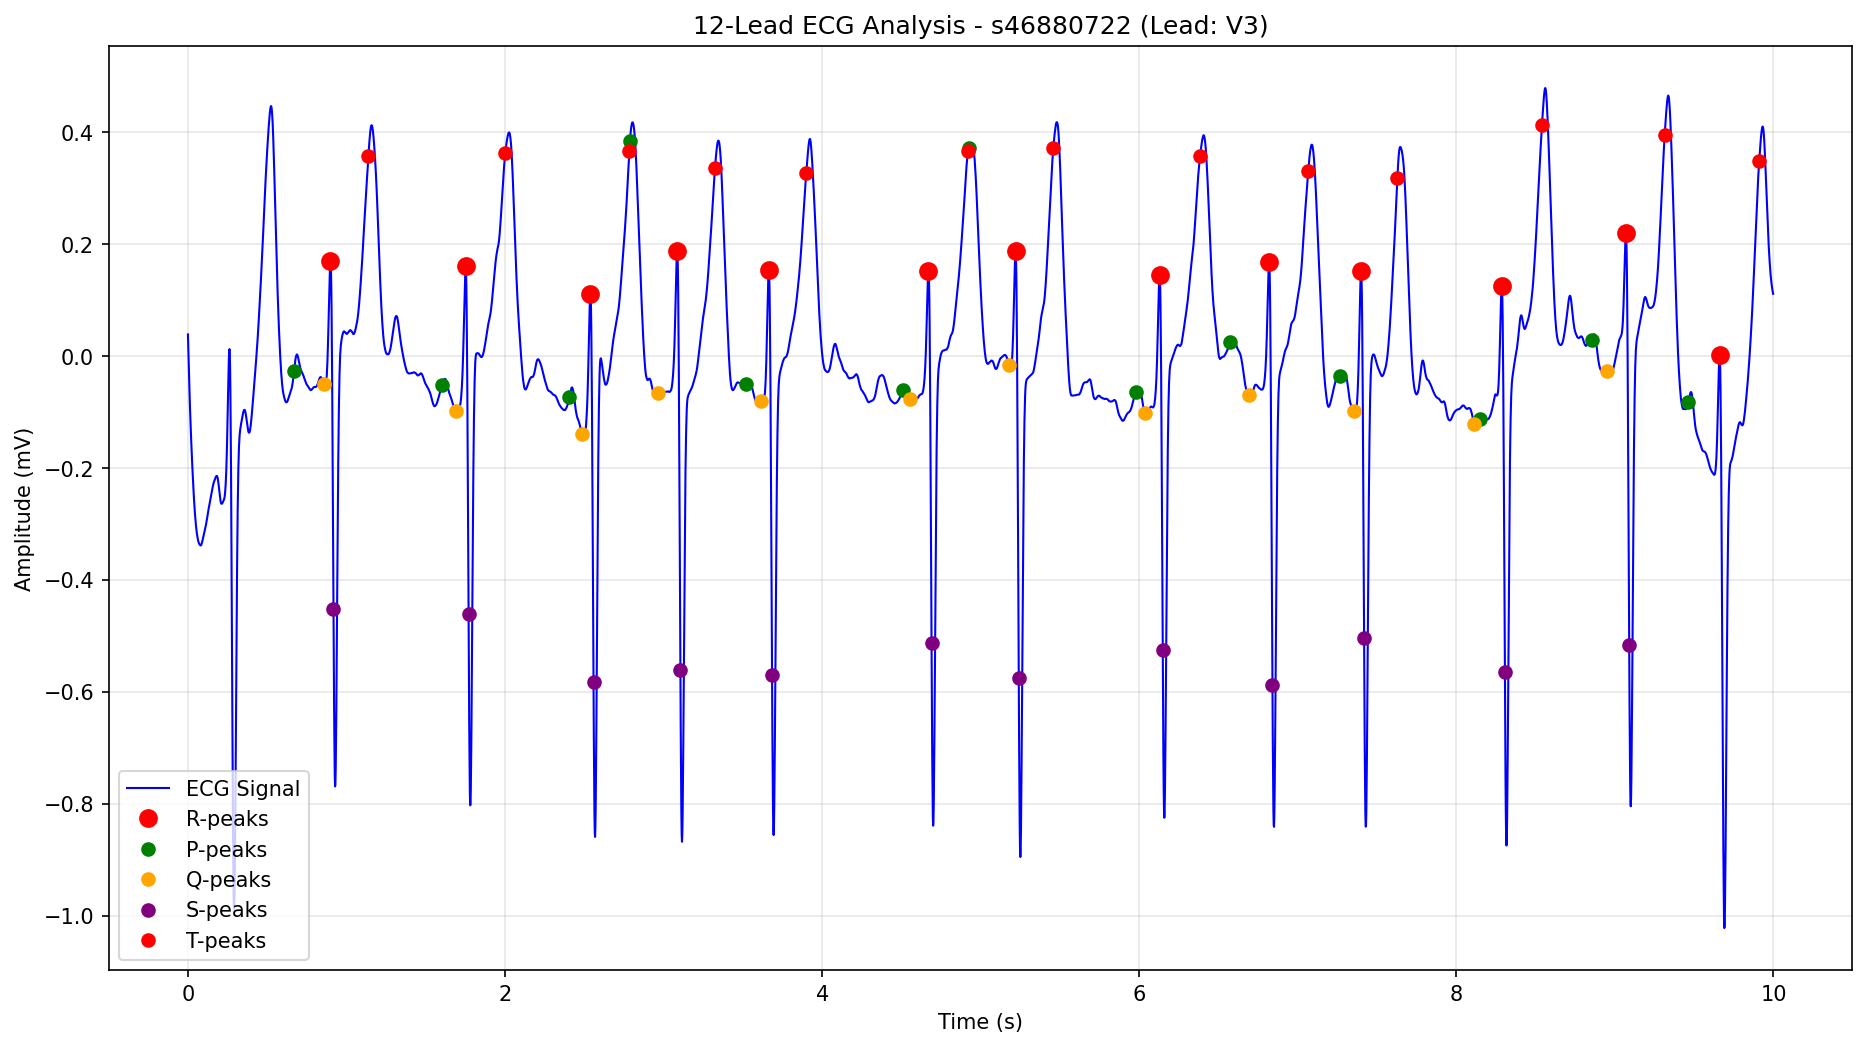 12-Lead ECG Analysis - s46880722 (Lead: V3)
Amplitude (mV)
0.4
0.2
0.0
−0.2
−0.4
−0.6
−0.8
−1.0
ECG Signal
R-peaks
P-peaks
Q-peaks
S-peaks
T-peaks
0 2 4 6 8 10
Time (s)